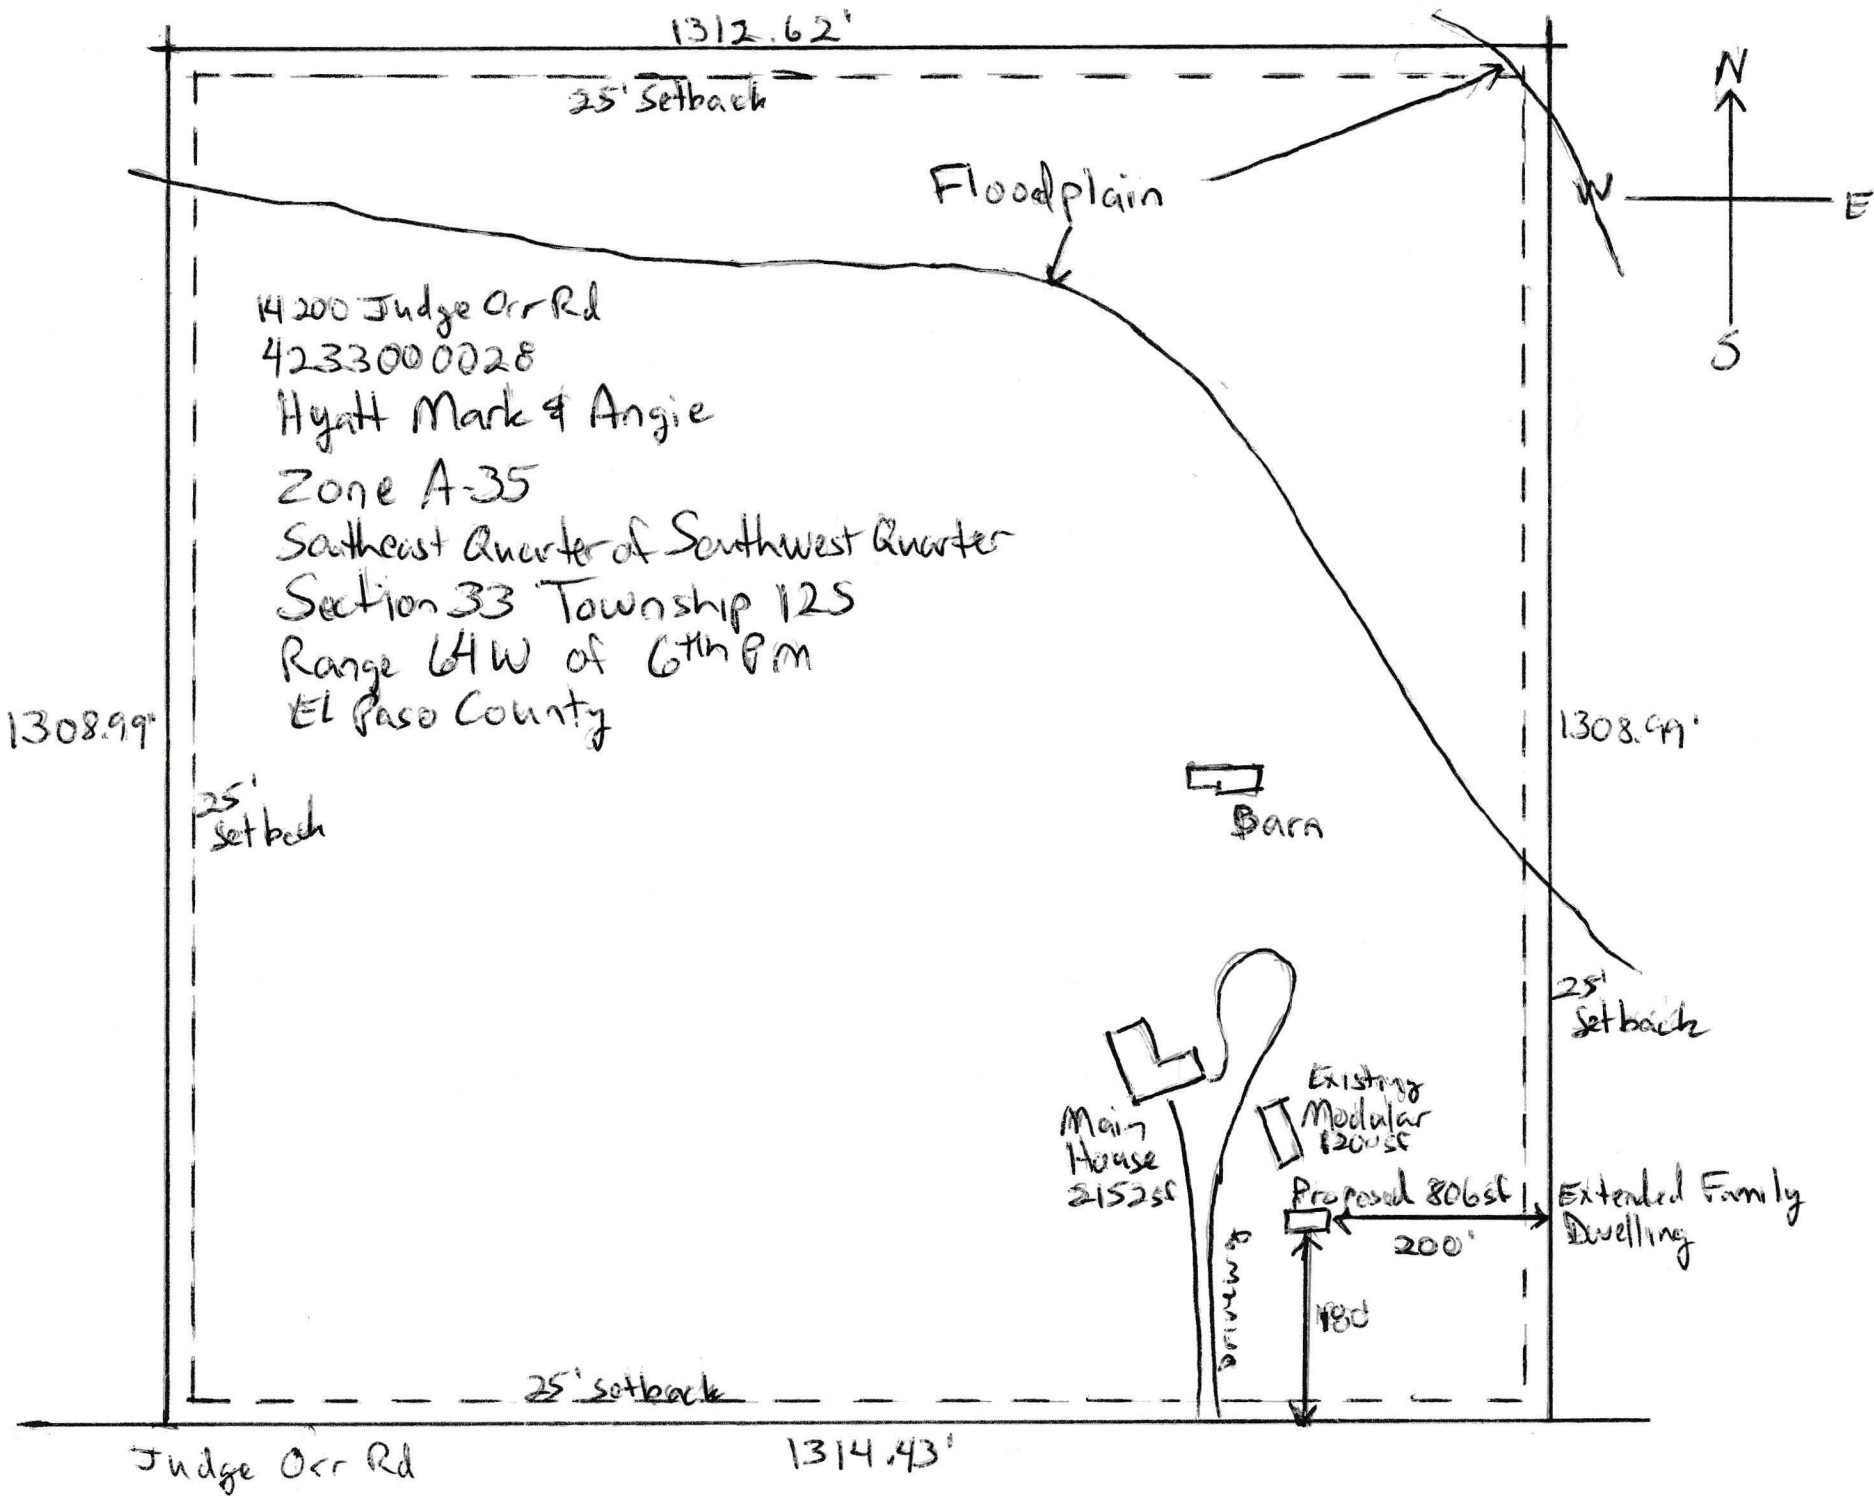 1312.62'
25' Setback
N
W
E
S
Floodplain
14200 Judge Orr Rd
4233000028
Hyatt Mark & Angie
Zone A-35
Southeast Quarter of Southwest Quarter
Section 33 Township 12S
Range 64W of 6th PM
El Paso County
1308.99'
1308.99'
25'
Setback
Barn
25'
Setback
Existing
Modular
1200sf
Main
House
2152sf
Proposed 806sf
Extended Family
Dwelling
200'
Driveway
180'
25' setback
Judge Orr Rd
1314.43'